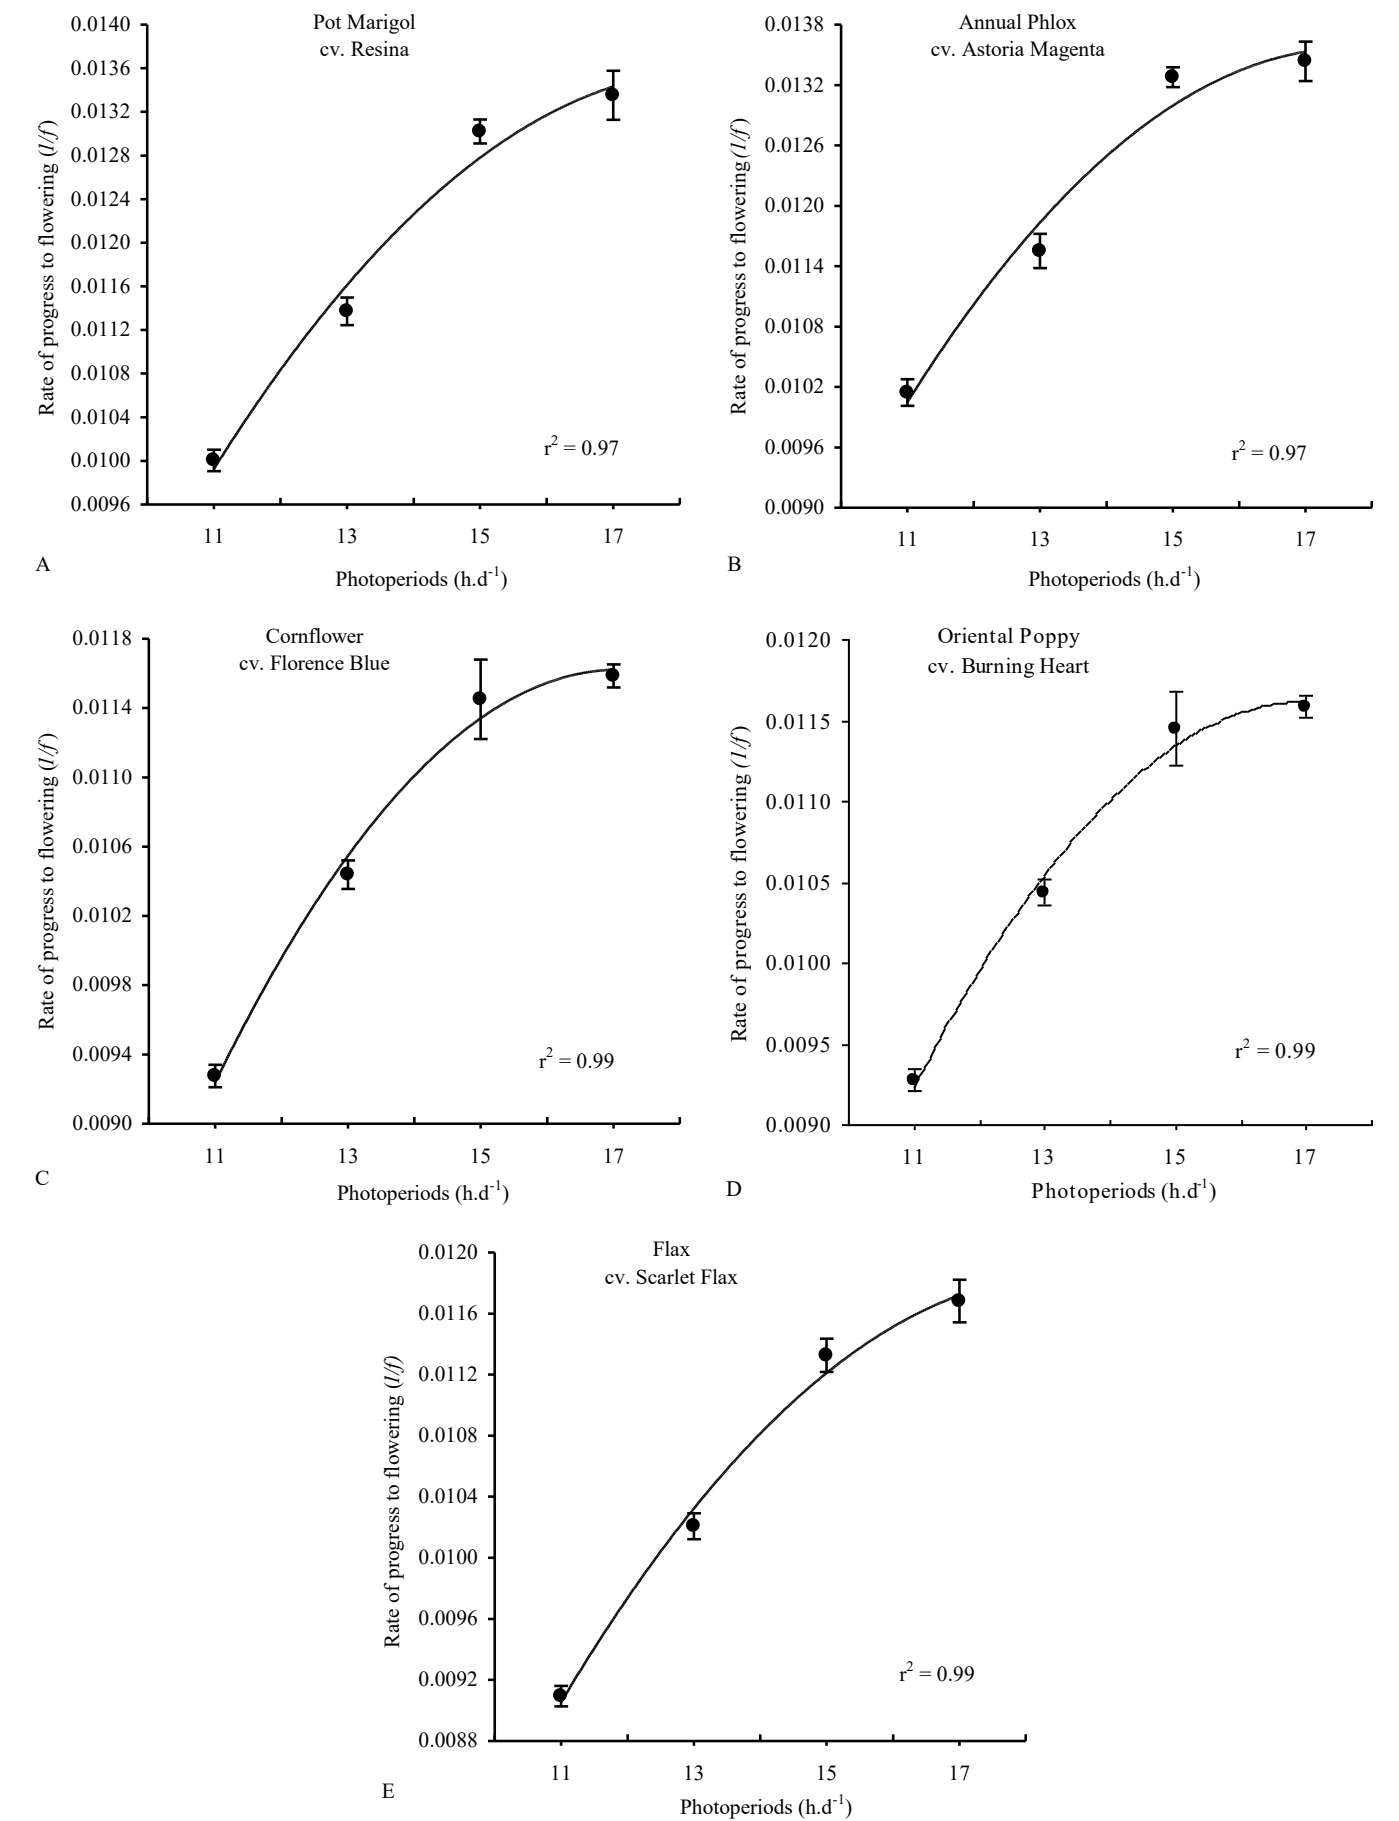 Pot Marigol
cv. Resina
Rate of progress to flowering (1/f)
0.0140
0.0136
0.0132
0.0128
0.0124
0.0120
0.0116
0.0112
0.0108
0.0104
0.0100
0.0096
r² = 0.97
11 13 15 17
A
Photoperiods (h.d⁻¹)
Annual Phlox
cv. Astoria Magenta
Rate of progress to flowering (1/f)
0.0138
0.0132
0.0126
0.0120
0.0114
0.0108
0.0102
0.0096
0.0090
r² = 0.97
11 13 15 17
B
Photoperiods (h.d⁻¹)
Cornflower
cv. Florence Blue
Rate of progress to flowering (1/f)
0.0118
0.0114
0.0110
0.0106
0.0102
0.0098
0.0094
0.0090
r² = 0.99
11 13 15 17
C
Photoperiods (h.d⁻¹)
Oriental Poppy
cv. Burning Heart
Rate of progress to flowering (1/f)
0.0120
0.0115
0.0110
0.0105
0.0100
0.0095
0.0090
r² = 0.99
11 13 15 17
D
Photoperiods (h.d⁻¹)
Flax
cv. Scarlet Flax
Rate of progress to flowering (1/f)
0.0120
0.0116
0.0112
0.0108
0.0104
0.0100
0.0096
0.0092
0.0088
r² = 0.99
11 13 15 17
E
Photoperiods (h.d⁻¹)